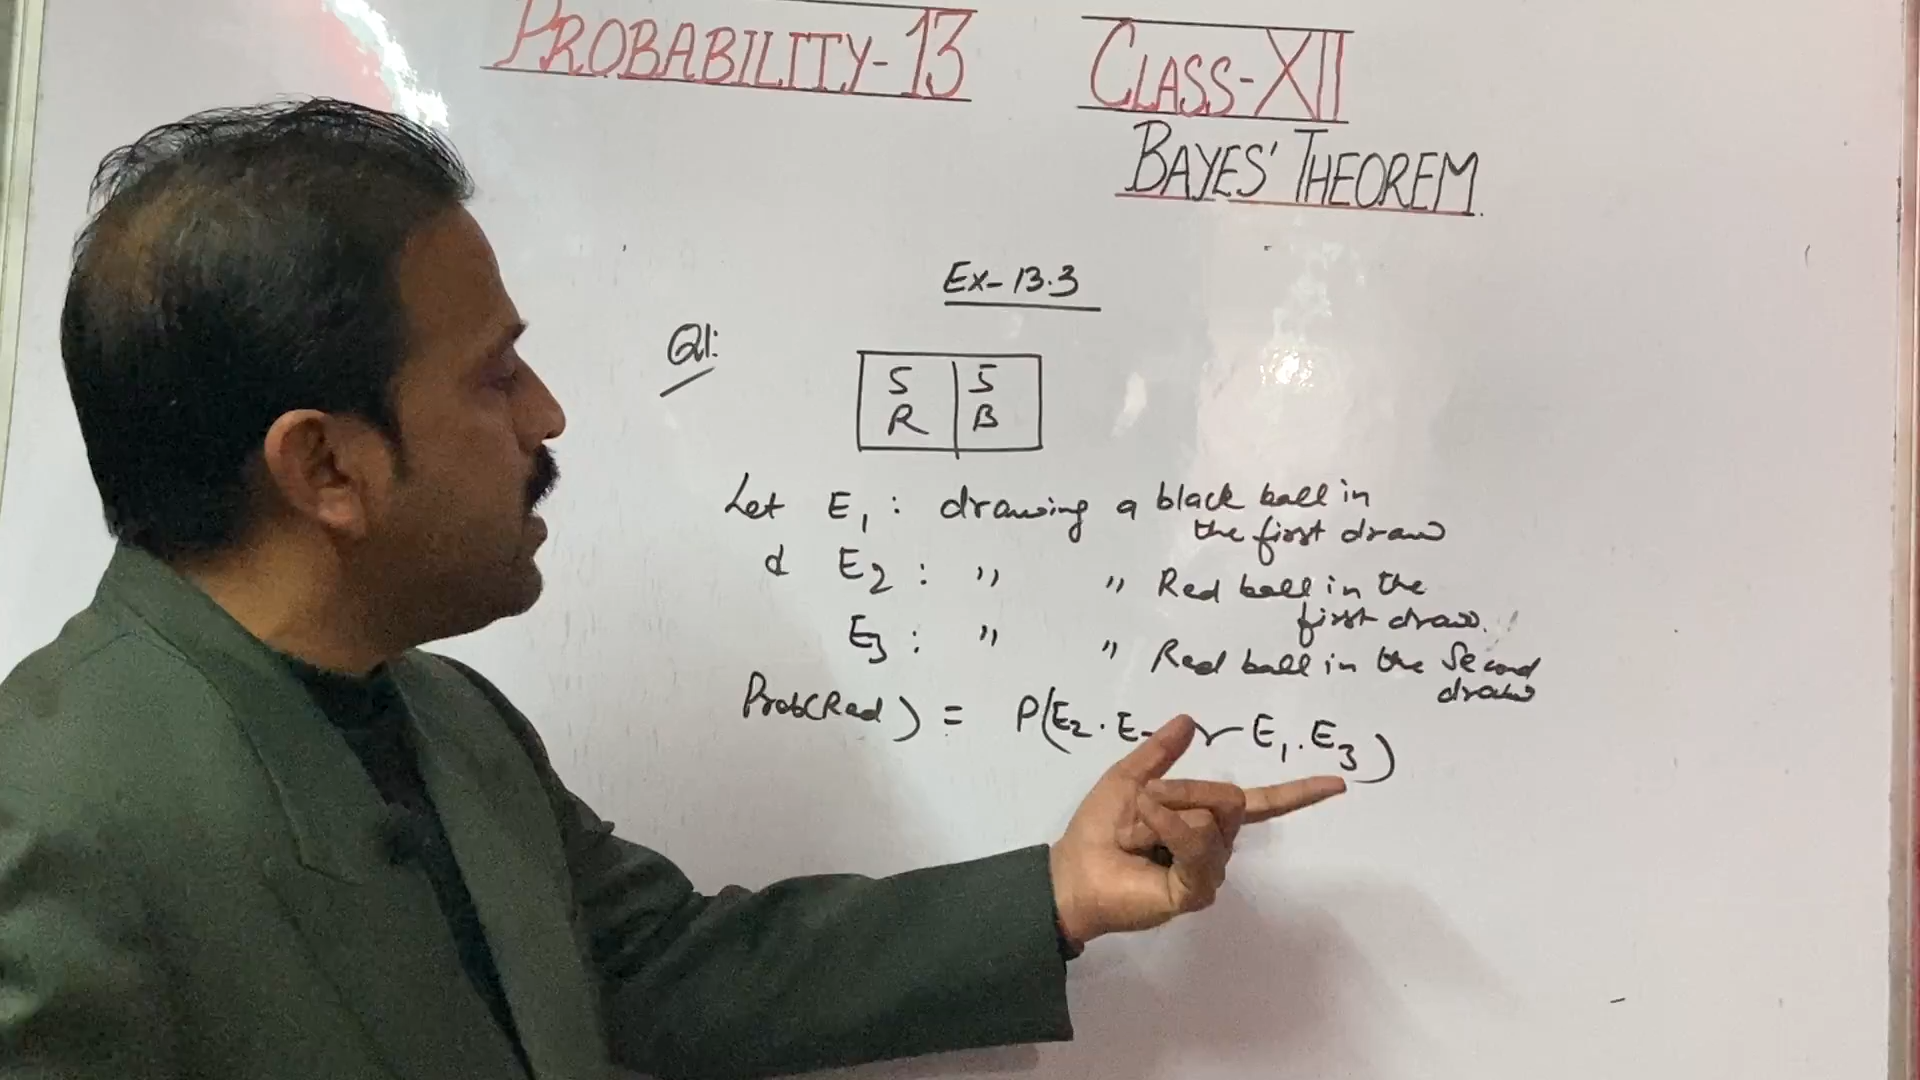 PROBABILITY-13 CLASS-XII
BAYES' THEOREM.
Ex-13.3
Q1:
5 5
R B
Let E₁ : drawing a black ball in
the first draw
& E₂ : " " Red ball in the
first draw.
E₃ : " " Red ball in the Second
draw
Prob(Red) = P(E₂. E r E₁. E₃)